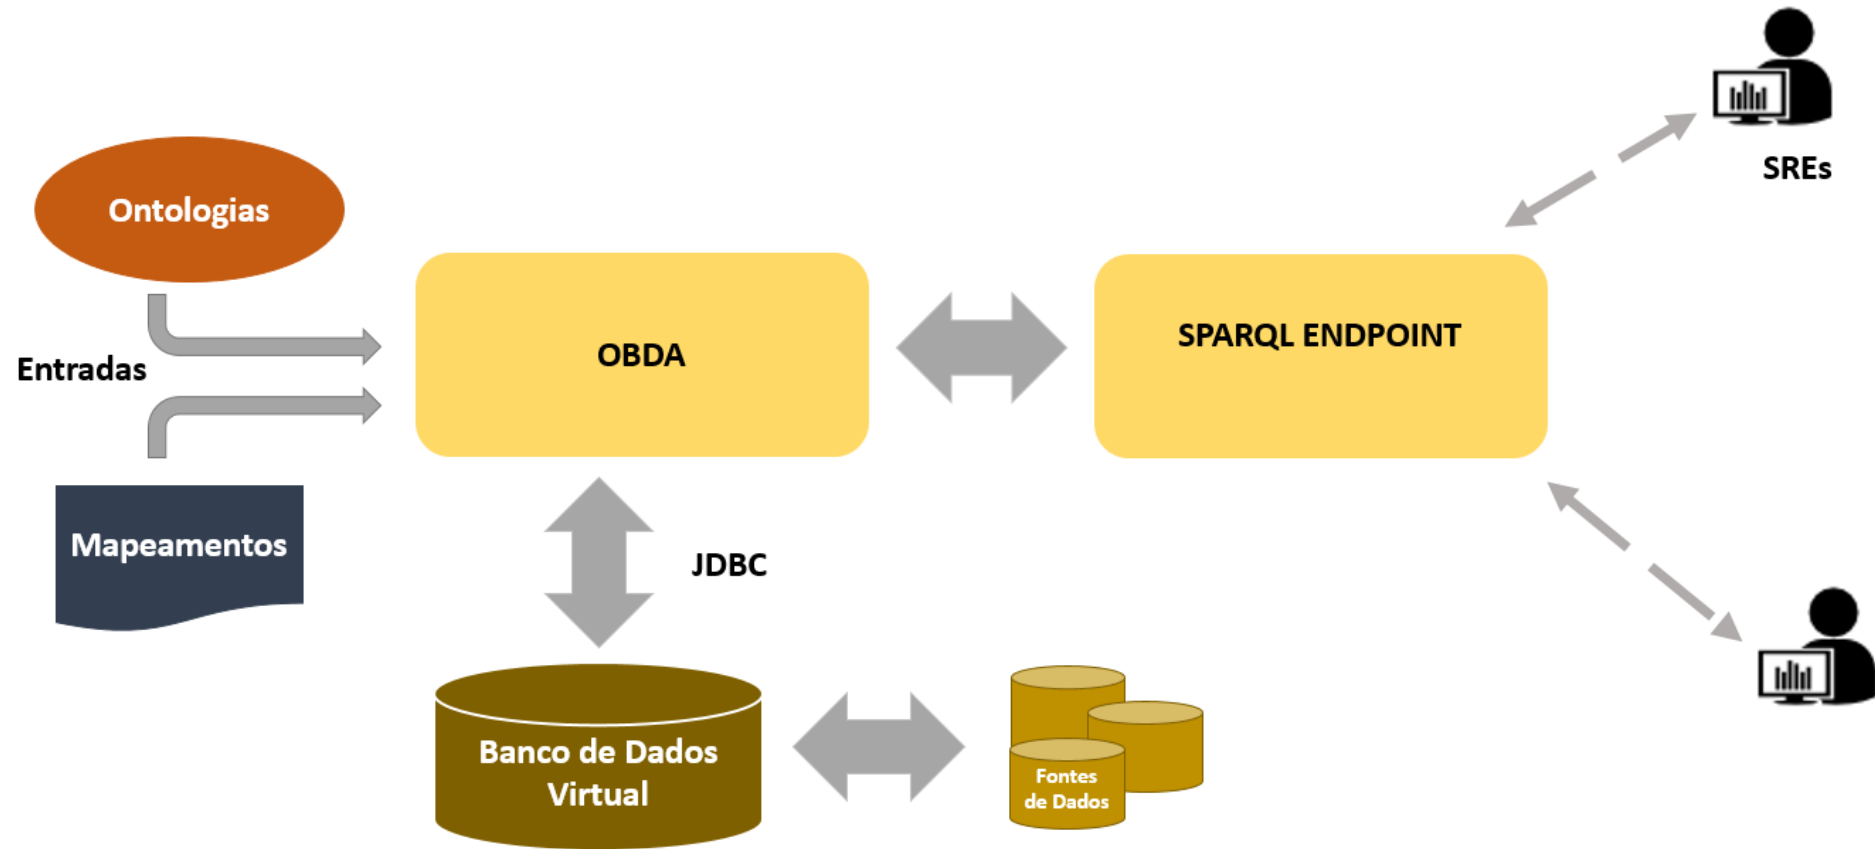 SREs
Ontologias
Entradas
OBDA
SPARQL ENDPOINT
Mapeamentos
JDBC
Banco de Dados
Virtual
Fontes
de Dados